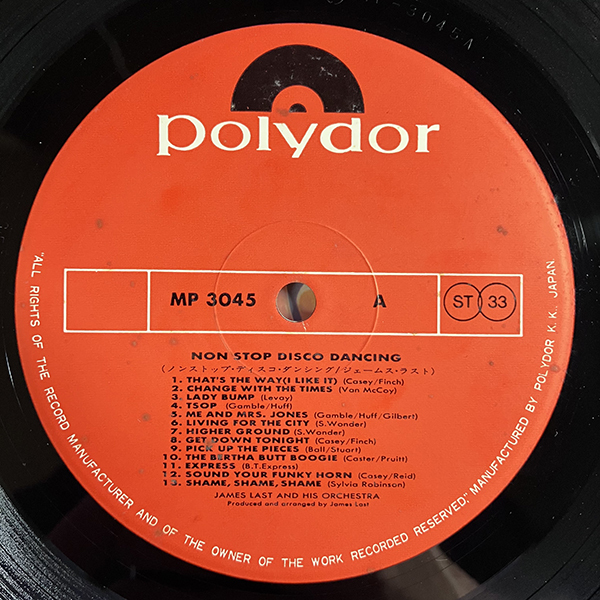 -3045A
polydor
MP 3045 A ST 33
NON STOP DISCO DANCING
(ノンストップ・ディスコ・ダンシング/ジェームス・ラスト)
1. THAT'S THE WAY(I LIKE IT) (Casey/Finch)
2. CHANGE WITH THE TIMES (Van McCoy)
3. LADY BUMP (Levay)
4. TSOP (Gamble/Huff)
5. ME AND MRS. JONES (Gamble/Huff/Gilbert)
6. LIVING FOR THE CITY (S.Wonder)
7. HIGHER GROUND (S.Wonder)
8. GET DOWN TONIGHT (Casey/Finch)
9. PICK UP THE PIECES (Ball/Stuart)
10. THE BERTHA BUTT BOOGIE (Caster/Pruitt)
11. EXPRESS (B.T.Express)
12. SOUND YOUR FUNKY HORN (Casey/Reid)
13. SHAME, SHAME, SHAME (Sylvia Robinson)
JAMES LAST AND HIS ORCHESTRA
Produced and arranged by James Last
"ALL RIGHTS OF THE RECORD MANUFACTURER AND OF THE OWNER OF THE WORK RECORDED RESERVED." MANUFACTURED BY POLYDOR K.K., JAPAN